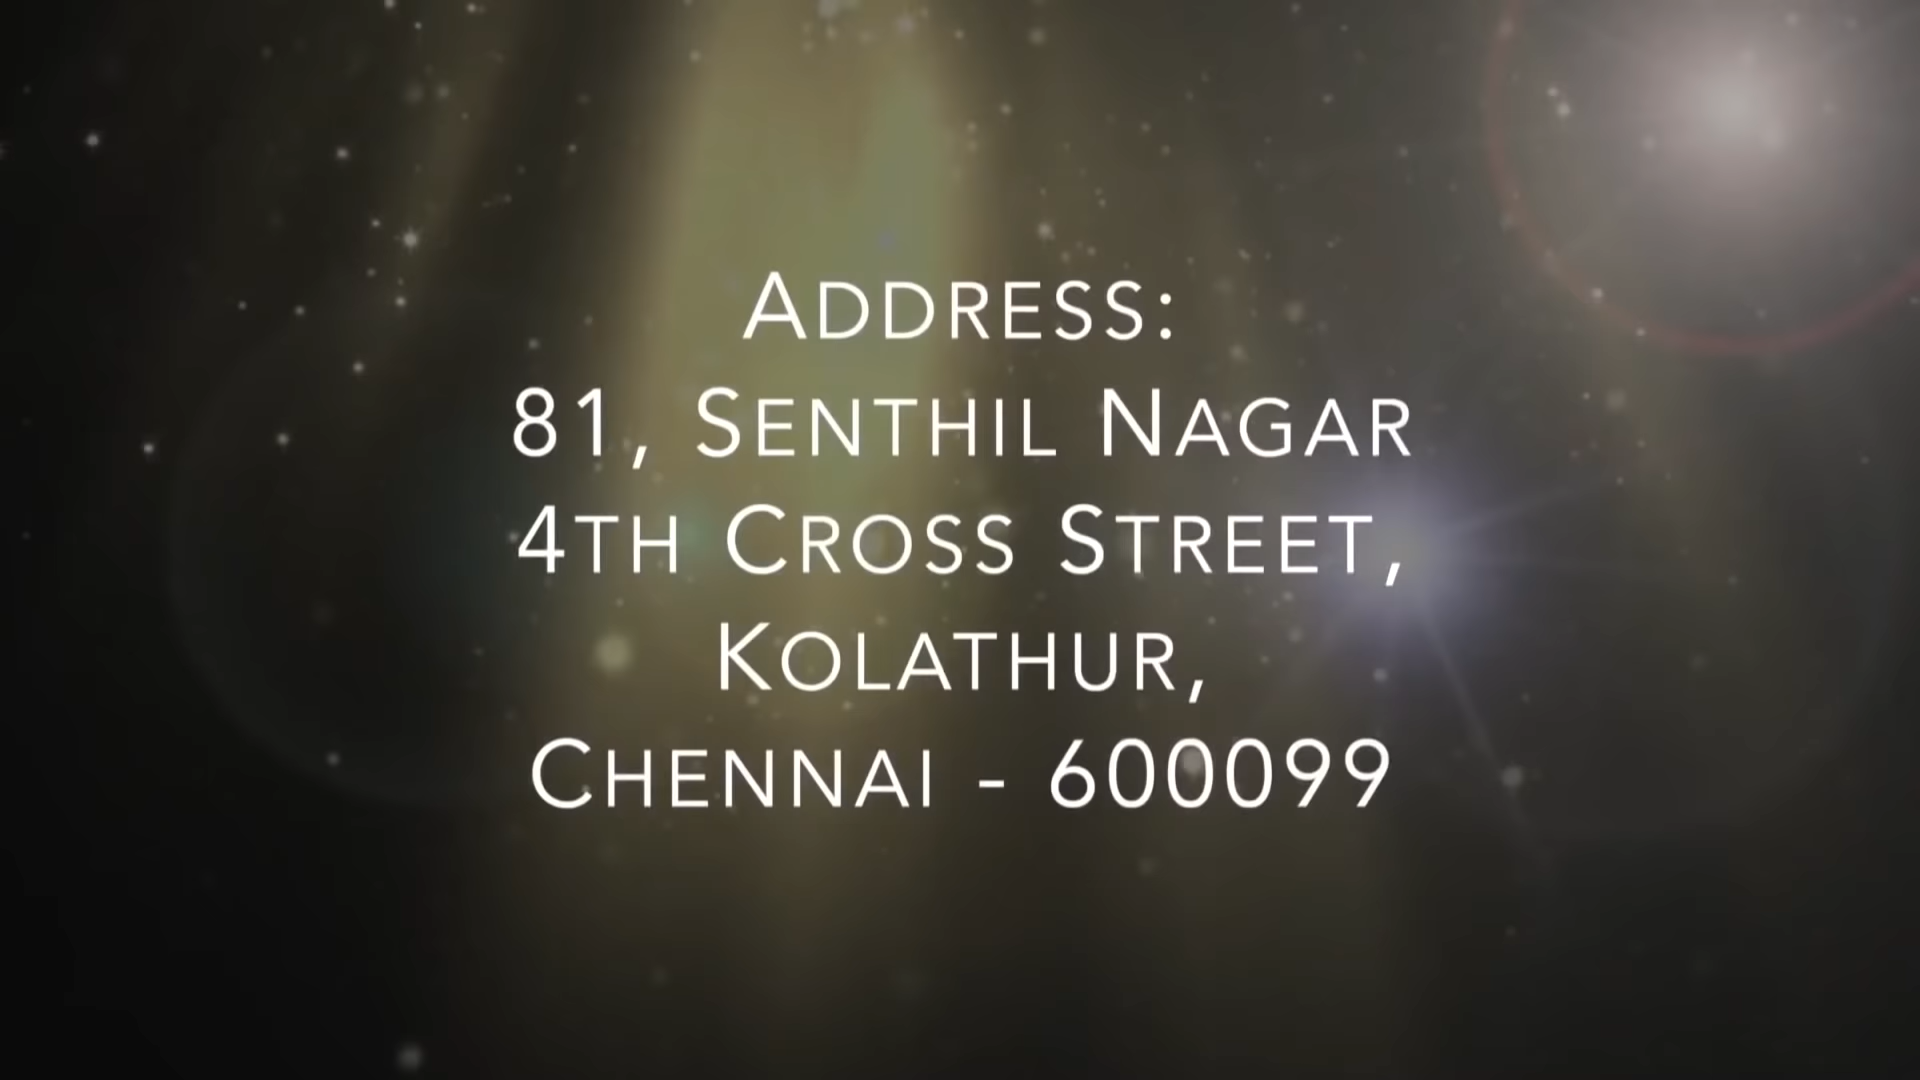 Address:
81, Senthil Nagar
4th Cross Street,
Kolathur,
Chennai - 600099